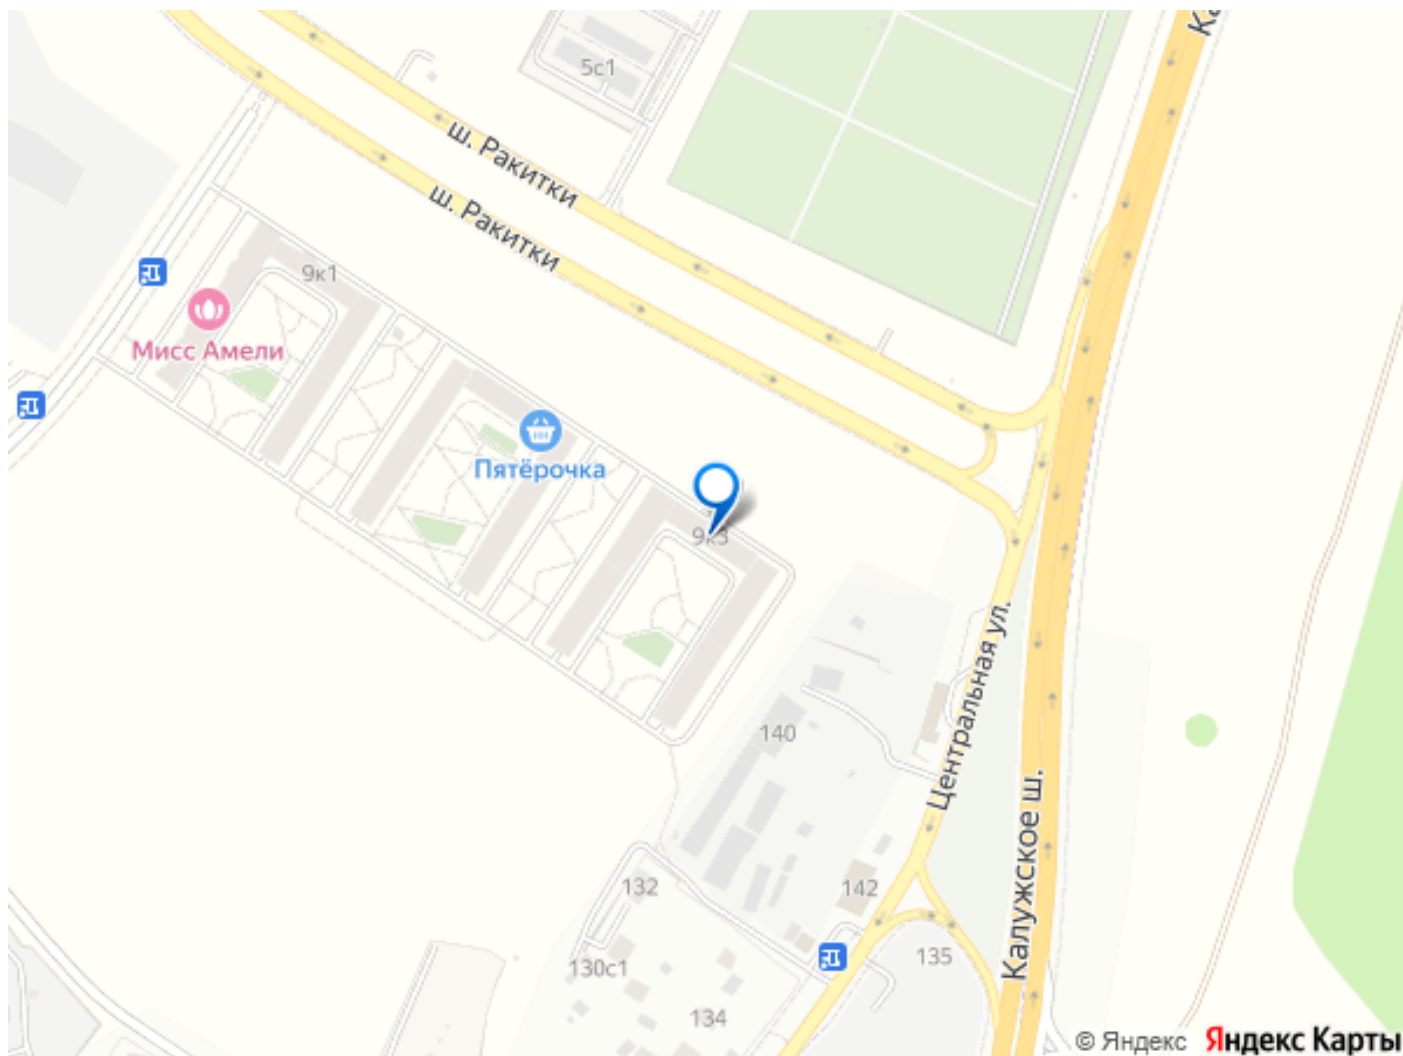 5с1
ш. Ракитки
ш. Ракитки
9к1
Мисс Амели
Пятёрочка
9к3
Центральная ул.
140
Калужское ш.
132
142
130с1
135
134
© Яндекс Яндекс Карты